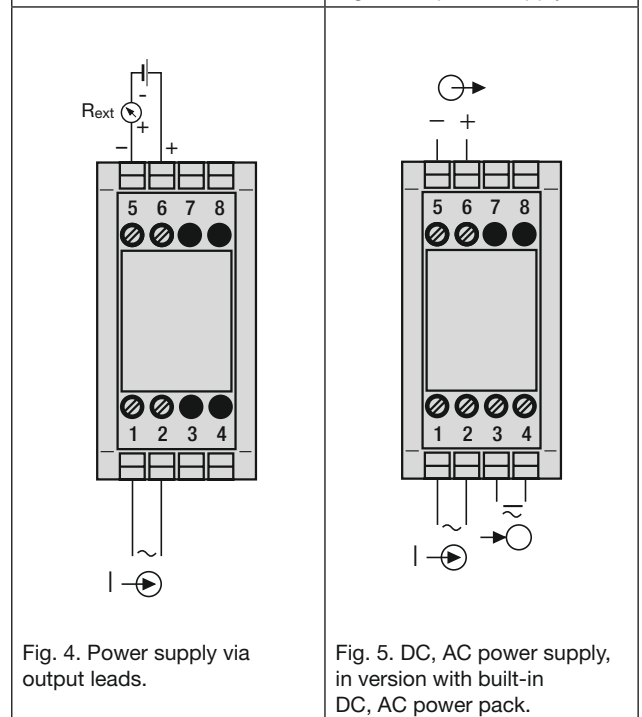 Rext
-
+
− +
5 6 7 8
1 2 3 4
~
I
Fig. 4. Power supply via
output leads.
− +
5 6 7 8
1 2 3 4
~
I
Fig. 5. DC, AC power supply,
in version with built-in
DC, AC power pack.